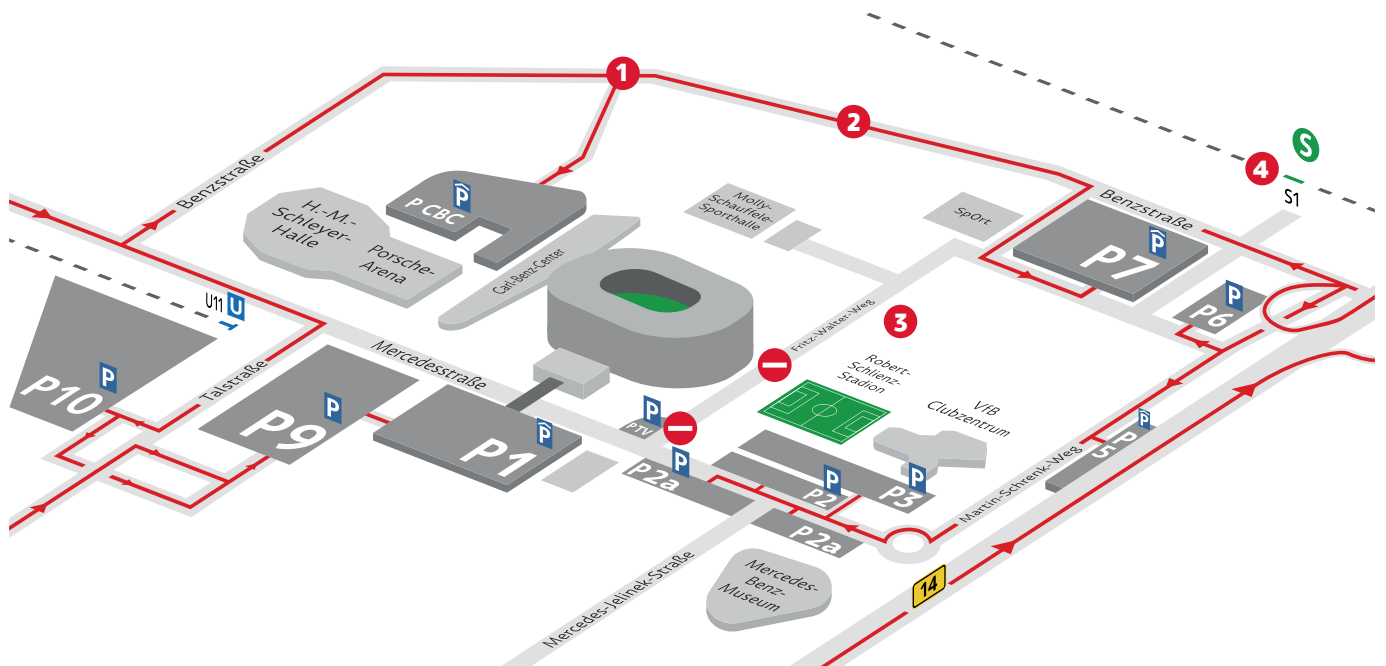 1
2
S
4
S1
Benzstraße
Benzstraße
P
P CBC
H.-M.-
Schleyer-
Halle
Porsche-
Arena
Carl-Benz-Center
Molly-
Schauffele-
Sporthalle
SpOrt
P
P7
P
P6
U11
U
3
Fritz-Walter-Weg
Mercedesstraße
Talstraße
P
P10
P
P9
P
P1
P
PTV
Robert-
Schlienz-
Stadion
VfB
Clubzentrum
P
P5
P
P2a
P
P2
P
P3
P2a
Martin-Schrenk-Weg
Mercedes-Jelinek-Straße
Mercedes-
Benz-
Museum
14